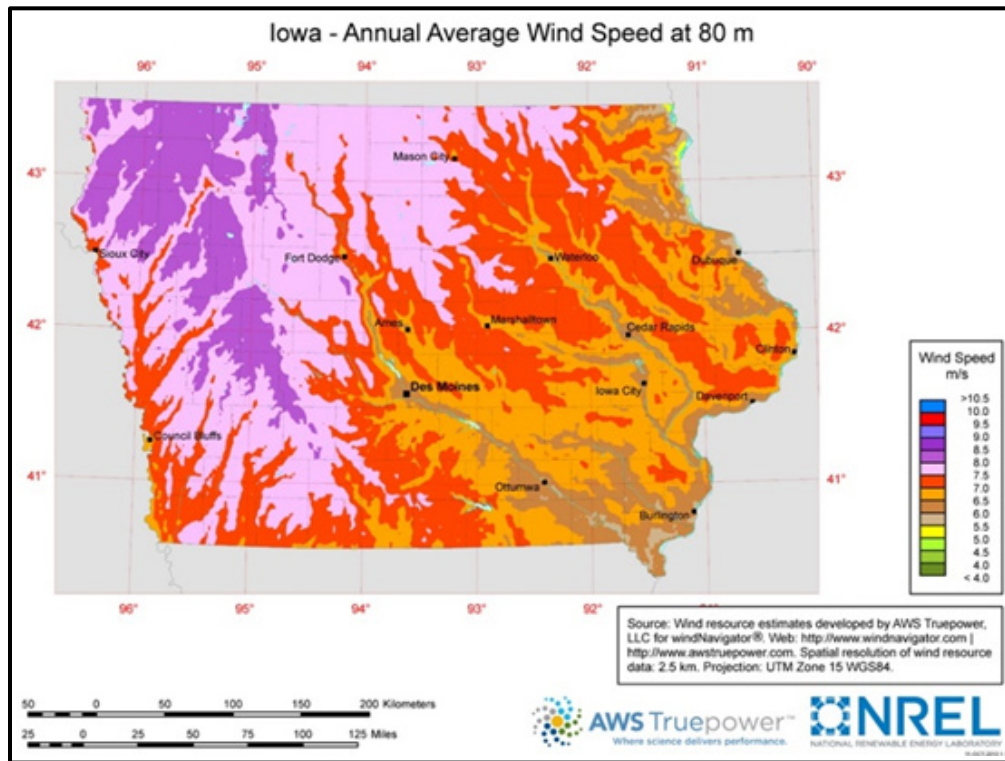 Iowa - Annual Average Wind Speed at 80 m
96° 95° 94° 93° 92° 91° 90°
43° 43°
Mason City
Sioux City
Fort Dodge
Waterloo
Dubuque
42° 42°
Ames
Marshalltown
Cedar Rapids
Clinton
Des Moines
Iowa City
Davenport
Council Bluffs
41° 41°
Ottumwa
Burlington
96° 95° 94° 93° 92°
Wind Speed
m/s
>10.5
10.0
9.5
9.0
8.5
8.0
7.5
7.0
6.5
6.0
5.5
5.0
4.5
4.0
< 4.0
Source: Wind resource estimates developed by AWS Truepower,
LLC for windNavigator®. Web: http://www.windnavigator.com |
http://www.awstruepower.com. Spatial resolution of wind resource
data: 2.5 km. Projection: UTM Zone 15 WGS84.
50 0 50 100 150 200 Kilometers
25 0 25 50 75 100 125 Miles
AWS Truepower™
Where science delivers performance.
NREL
NATIONAL RENEWABLE ENERGY LABORATORY